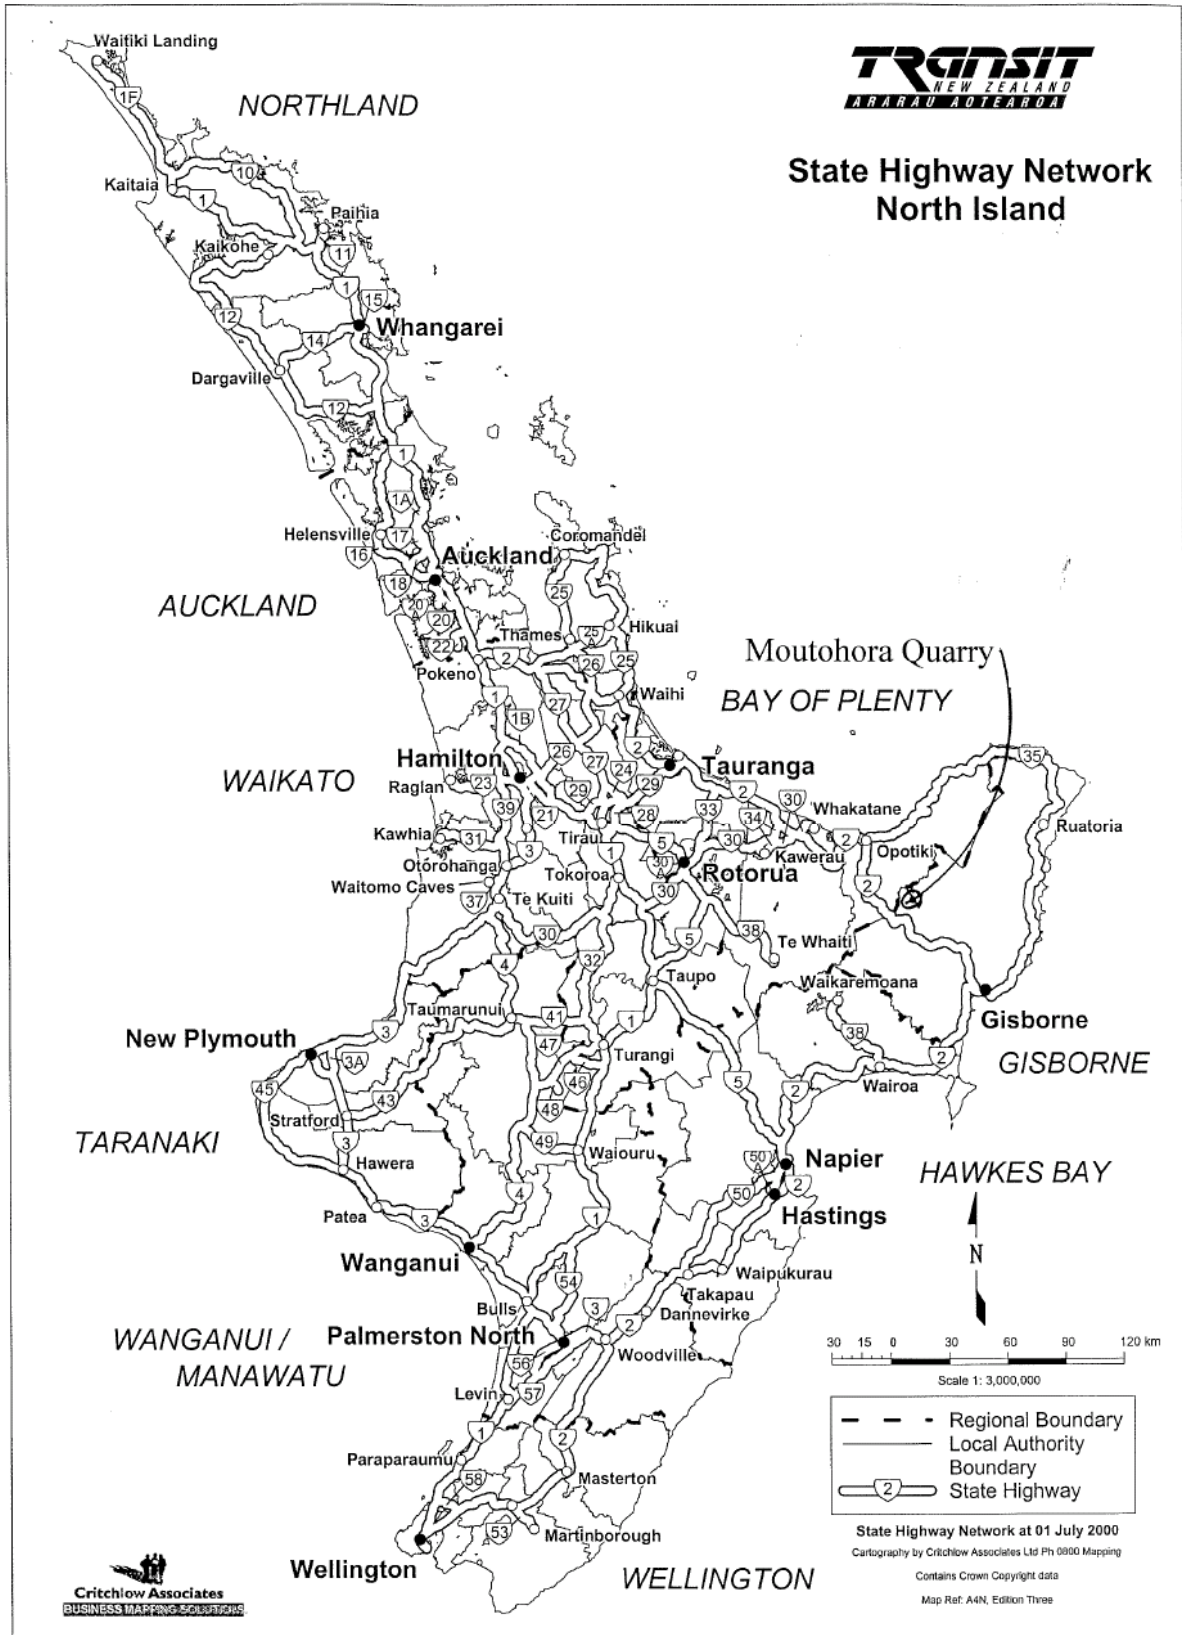 Waitiki Landing
TRANSIT
NEW ZEALAND
ARARAU AOTEAROA
1F
NORTHLAND
State Highway Network
North Island
10
Kaitaia
1
Paihia
Kaikohe
11
1
15
12
Whangarei
14
Dargaville
12
1
1A
Helensville
17
Coromandel
16
Auckland
18
25
AUCKLAND
20
A
20
Hikuai
Thames
25
A
22
2
26
25
Moutohora Quarry
Pokeno
1
27
Waihi
BAY OF PLENTY
1B
Hamilton
26
2
35
27
24
Tauranga
WAIKATO
Raglan
23
29
29
2
30
39
21
28
33
34
Whakatane
Kawhia
31
Tirau
5
30
2
Ruatoria
3
1
Opotiki
Otorohanga
Tokoroa
30
A
Rotorua
Kawerau
Waitomo Caves
30
2
37
Te Kuiti
30
5
38
Te Whaiti
4
32
Taupo
Waikaremoana
Taumarunui
41
1
Gisborne
3
38
New Plymouth
47
Turangi
2
3A
GISBORNE
45
46
5
2
Wairoa
43
48
Stratford
TARANAKI
3
49
Waiouru
Hawera
50
A
Napier
HAWKES BAY
4
50
2
Patea
3
1
Hastings
N
Wanganui
54
Waipukurau
Takapau
Bulls
3
Dannevirke
2
WANGANUI /
MANAWATU
Palmerston North
30 15 0 30 60 90 120 km
56
Woodville
Scale 1: 3,000,000
Levin
57
1
2
Regional Boundary
Local Authority
Boundary
2
State Highway
Paraparaumu
58
Masterton
53
Martinborough
State Highway Network at 01 July 2000
Cartography by Critchlow Associates Ltd Ph 0800 Mapping
Wellington
WELLINGTON
Contains Crown Copyright data
Map Ref: A4N, Edition Three
Critchlow Associates
BUSINESS MAPPING SOLUTIONS